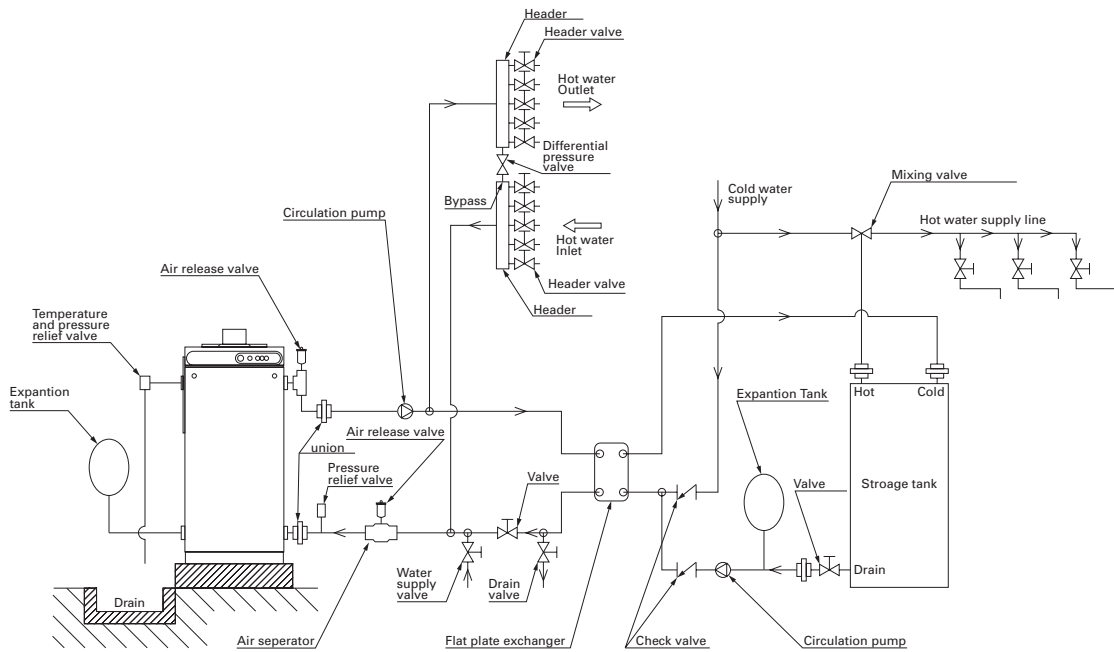 Header
Header valve
Hot water
Outlet
Differential
pressure
valve
Bypass
Hot water
Inlet
Header valve
Header
Circulation pump
Air release valve
Temperature
and pressure
relief valve
Expantion
tank
union
Air release valve
Pressure
relief valve
Valve
Water
supply
valve
Drain
valve
Drain
Air seperator
Flat plate exchanger
Check valve
Circulation pump
Cold water
supply
Mixing valve
Hot water supply line
Expantion Tank
Valve
Hot
Cold
Stroage tank
Drain